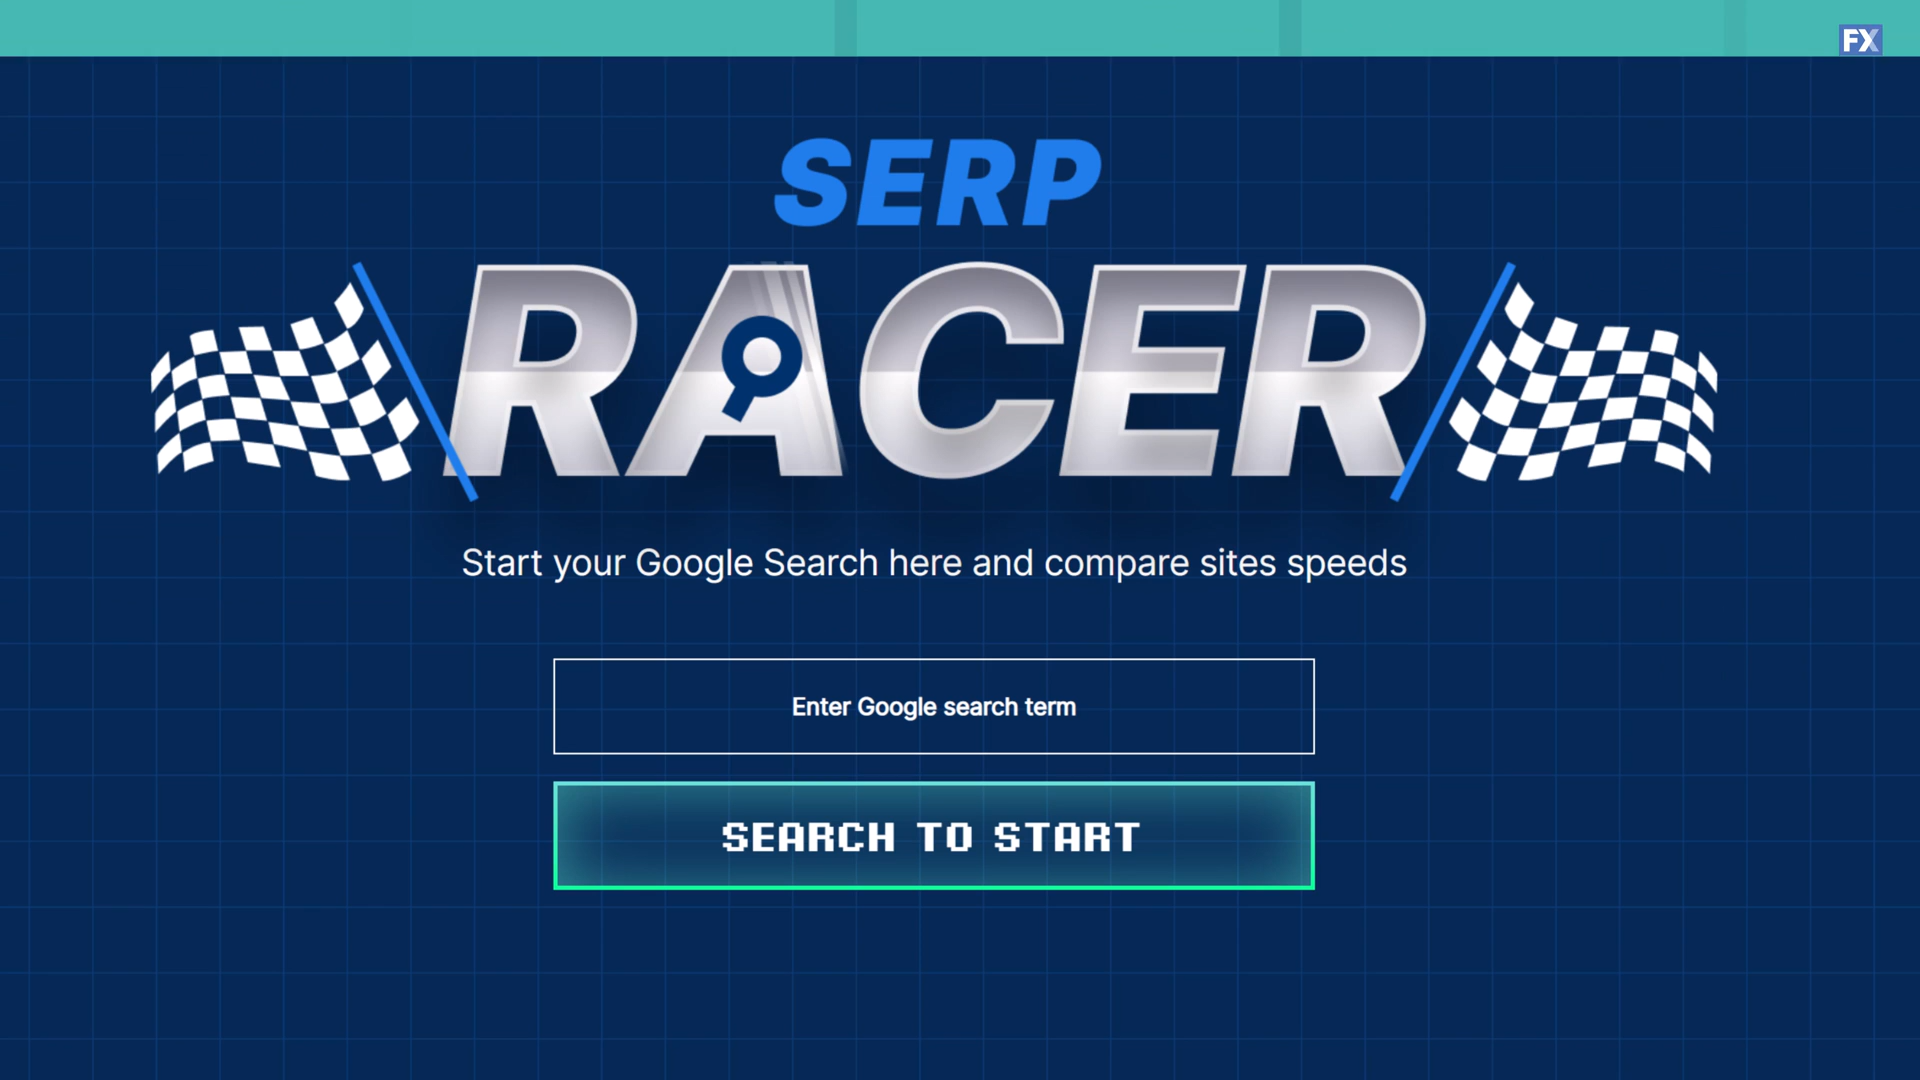 FX
SERP
RACER
Start your Google Search here and compare sites speeds
Enter Google search term
SEARCH TO START